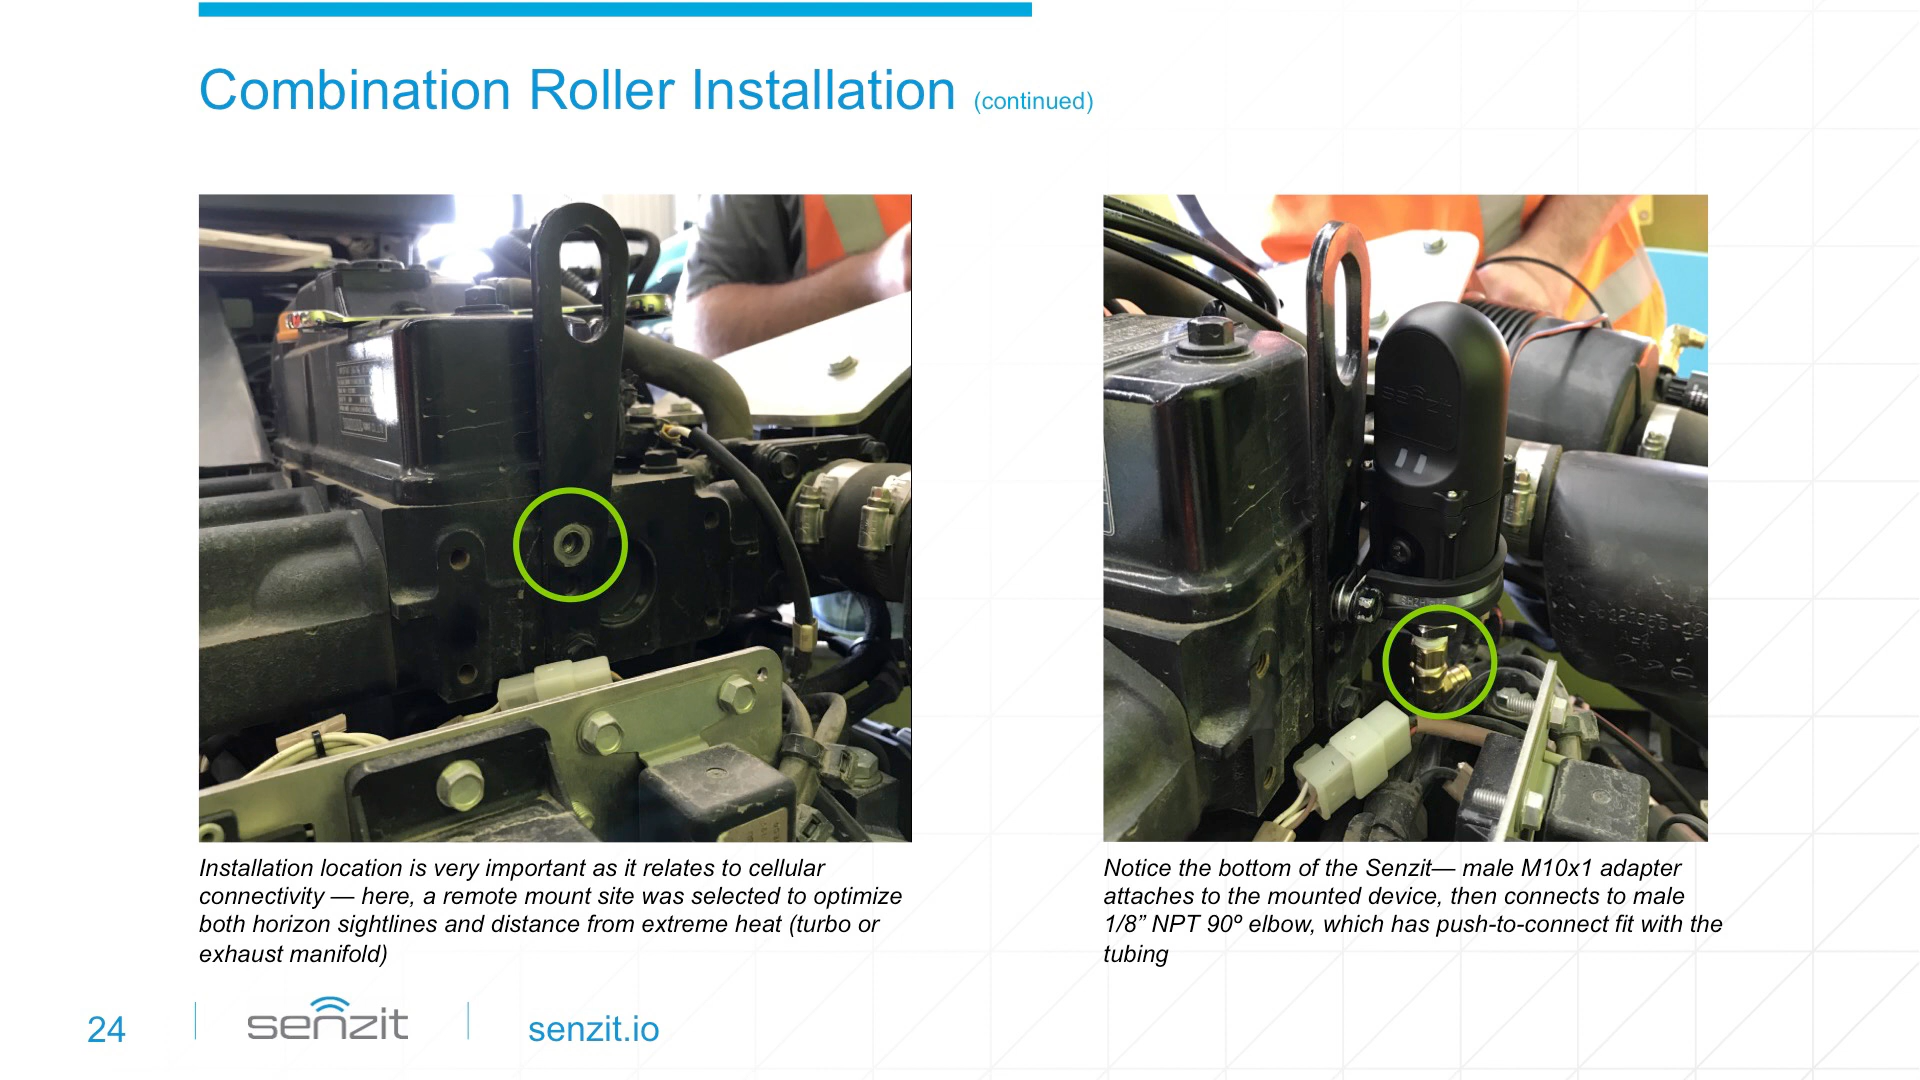 Combination Roller Installation (continued)
Installation location is very important as it relates to cellular
connectivity — here, a remote mount site was selected to optimize
both horizon sightlines and distance from extreme heat (turbo or
exhaust manifold)
senzit
Notice the bottom of the Senzit— male M10x1 adapter
attaches to the mounted device, then connects to male
1/8” NPT 90º elbow, which has push-to-connect fit with the
tubing
24
senzit
senzit.io